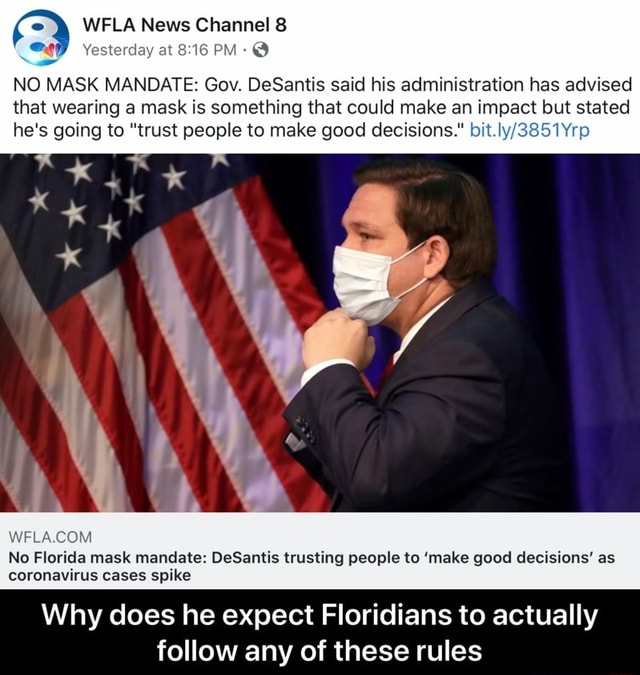 WFLA News Channel 8
Yesterday at 8:16 PM ·
NO MASK MANDATE: Gov. DeSantis said his administration has advised
that wearing a mask is something that could make an impact but stated
he's going to "trust people to make good decisions." bit.ly/3851Yrp
WFLA.COM
No Florida mask mandate: DeSantis trusting people to 'make good decisions' as
coronavirus cases spike
Why does he expect Floridians to actually
follow any of these rules